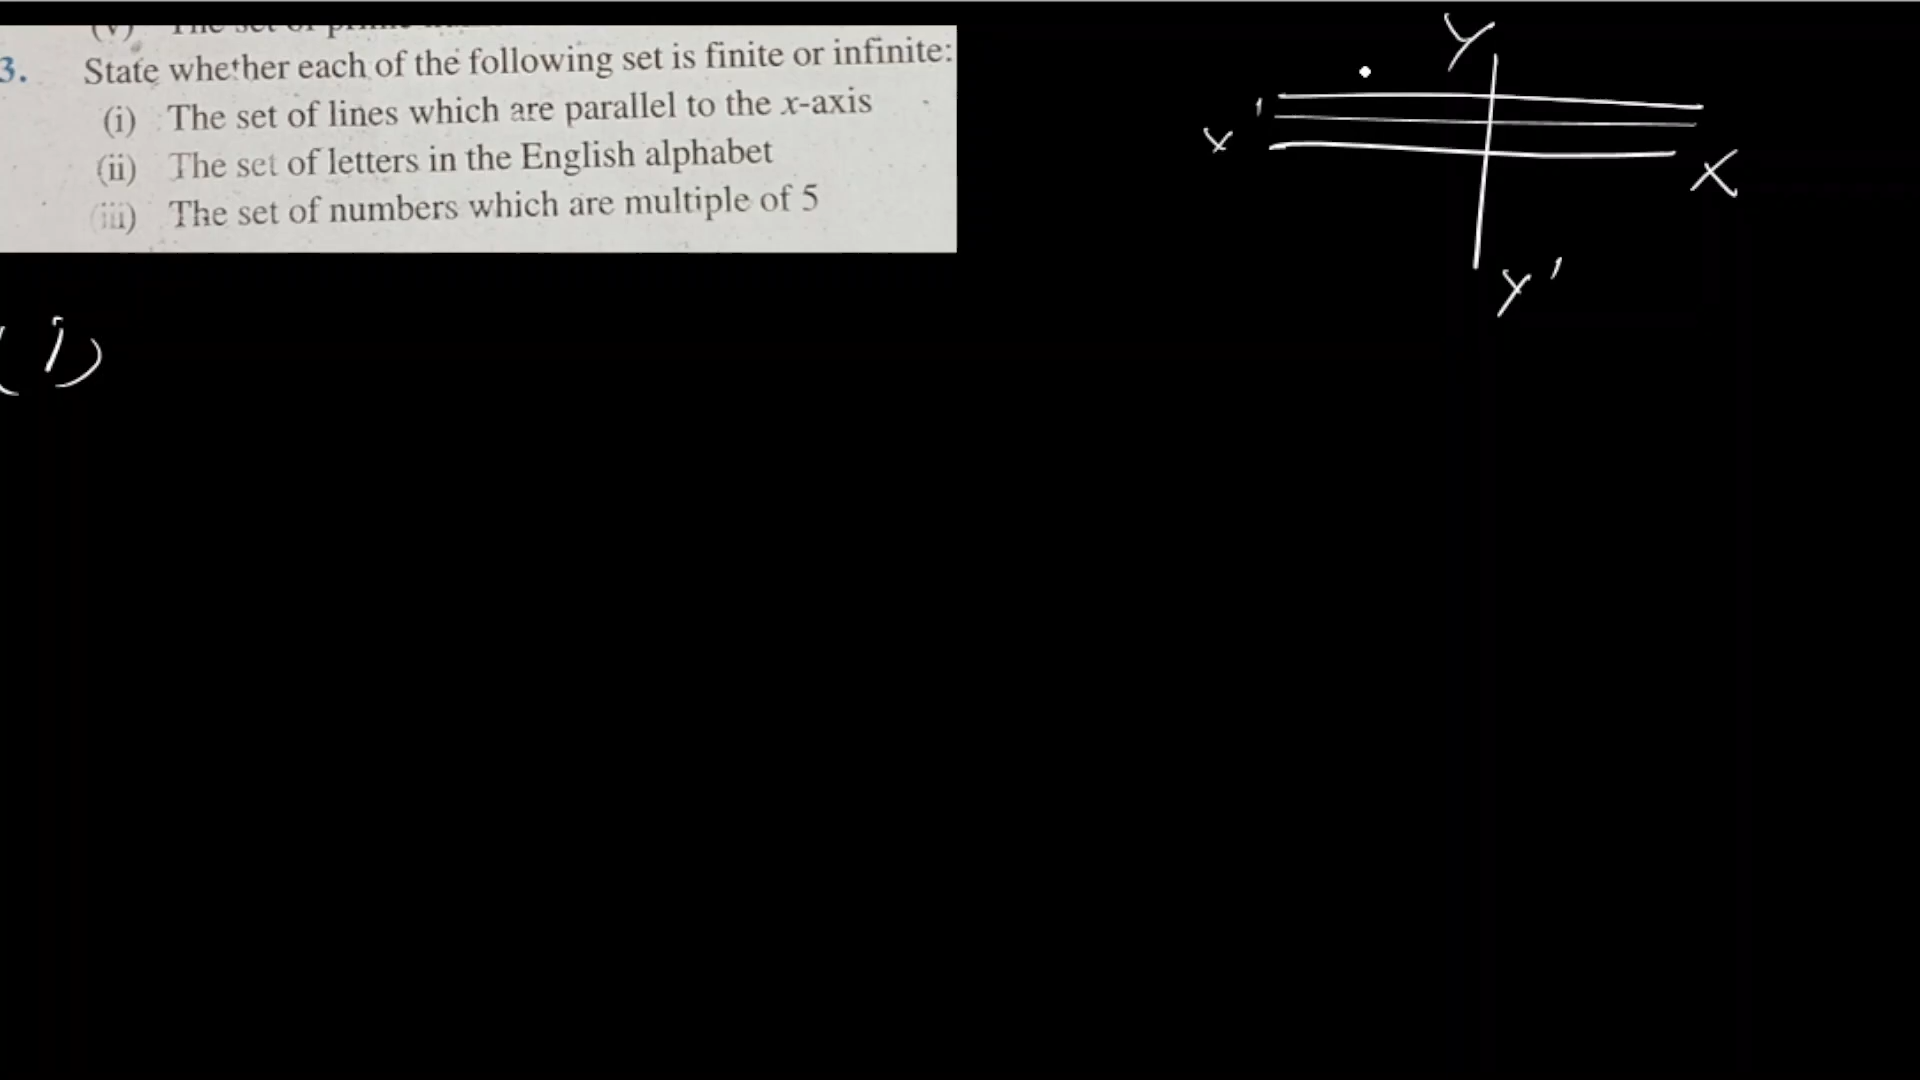 3. State whether each of the following set is finite or infinite:
(i) The set of lines which are parallel to the x-axis
(ii) The set of letters in the English alphabet
(iii) The set of numbers which are multiple of 5
Y
X'
X
Y'
(i)